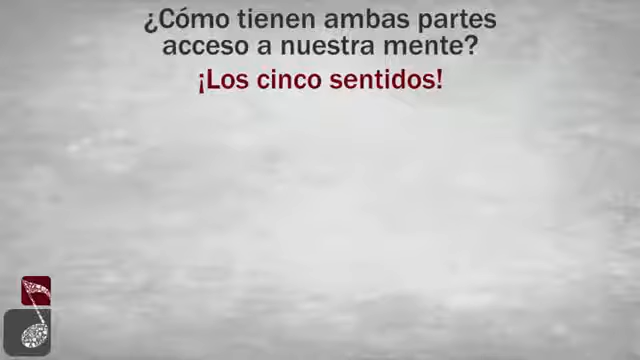 ¿Cómo tienen ambas partes
acceso a nuestra mente?
¡Los cinco sentidos!